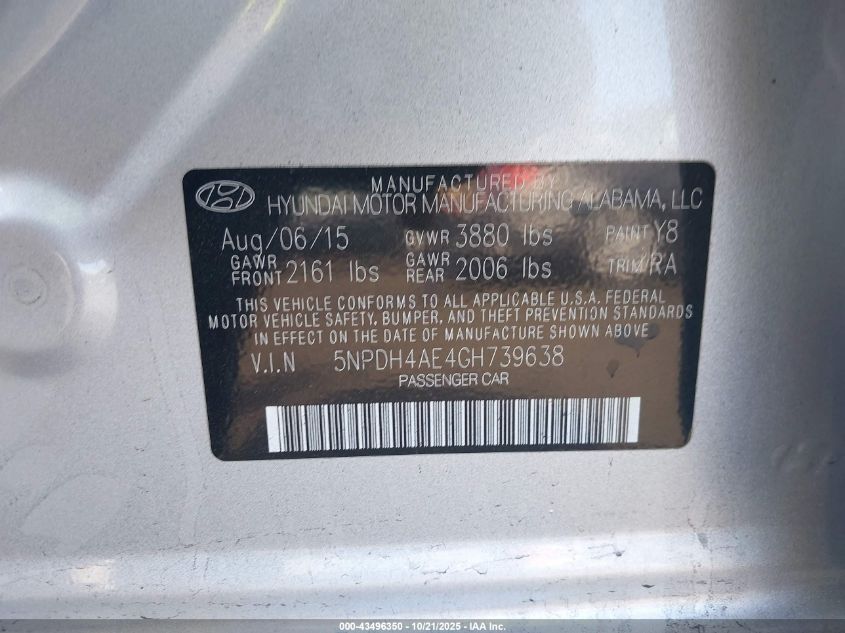 MANUFACTURED BY
HYUNDAI MOTOR MANUFACTURING ALABAMA, LLC
Aug/06/15 GVWR 3880 lbs PAINT Y8
GAWR FRONT 2161 lbs GAWR REAR 2006 lbs TRIM RA
THIS VEHICLE CONFORMS TO ALL APPLICABLE U.S.A. FEDERAL
MOTOR VEHICLE SAFETY, BUMPER, AND THEFT PREVENTION STANDARDS
IN EFFECT ON THE DATE OF MANUFACTURE SHOWN ABOVE
V.I.N 5NPDH4AE4GH739638
PASSENGER CAR
000-43496350 - 10/21/2025 - IAA Inc.